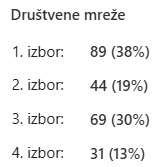 Društvene mreže
1. izbor: 89 (38%)
2. izbor: 44 (19%)
3. izbor: 69 (30%)
4. izbor: 31 (13%)